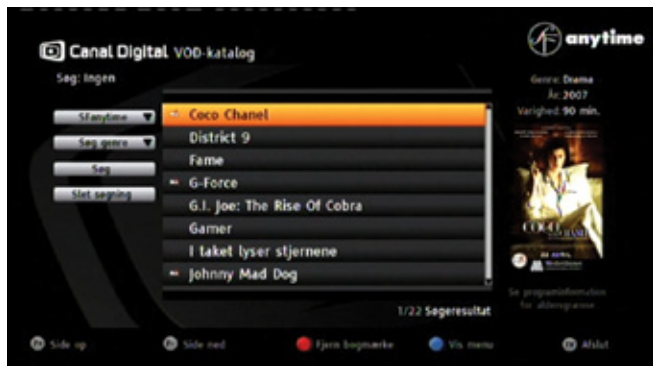 Canal Digital VOD-katalog
anytime
Søg: Ingen
Genre: Drama
År: 2007
Varighed: 90 min.
SFanytime
Søg genre
Søg
Slet søgning
Coco Chanel
District 9
Fame
G-Force
G.I. Joe: The Rise Of Cobra
Gamer
I taket lyser stjernene
Johnny Mad Dog
COCO
1/22 Søgeresultat
Se programinformation
for aldersgrænse
Side op
Side ned
Fjern bogmærke
Vis menu
Afslut